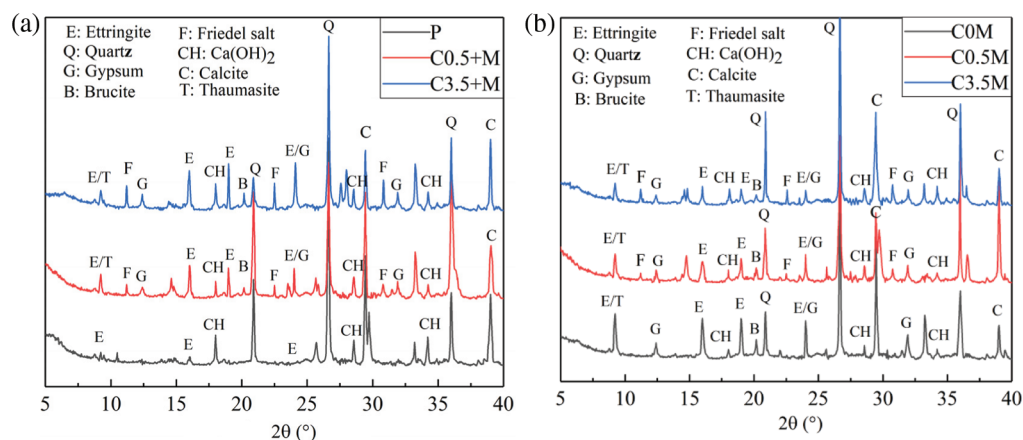 (a)
E: Ettringite F: Friedel salt
Q: Quartz CH: Ca(OH)2
G: Gypsum C: Calcite
B: Brucite T: Thaumasite
Q
P
C0.5+M
C3.5+M
E/T F G E CH E B Q F E/G CH C F G CH Q C
E/T F G E CH E B F E/G CH F G CH C
E E CH E CH CH
5 10 15 20 25 30 35 40
2θ (°)
(b)
E: Ettringite F: Friedel salt
Q: Quartz CH: Ca(OH)2
G: Gypsum C: Calcite
B: Brucite T: Thaumasite
Q
C0M
C0.5M
C3.5M
E/T F G E CH E B Q F E/G CH C F G CH Q C
E/T F G E CH E B Q F E/G CH C F G CH
E/T G E CH E B Q E/G CH G CH C
5 10 15 20 25 30 35 40
2θ (°)